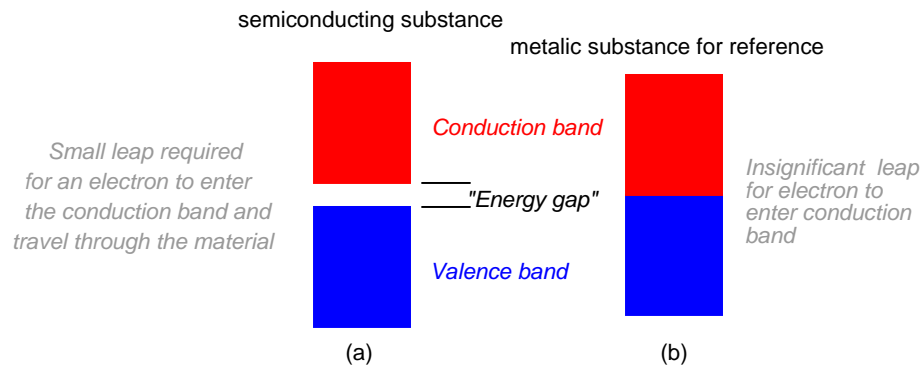 semiconducting substance
metalic substance for reference
Small leap required
for an electron to enter
the conduction band and
travel through the material
Conduction band
"Energy gap"
Valence band
Insignificant leap
for electron to
enter conduction
band
(a)
(b)